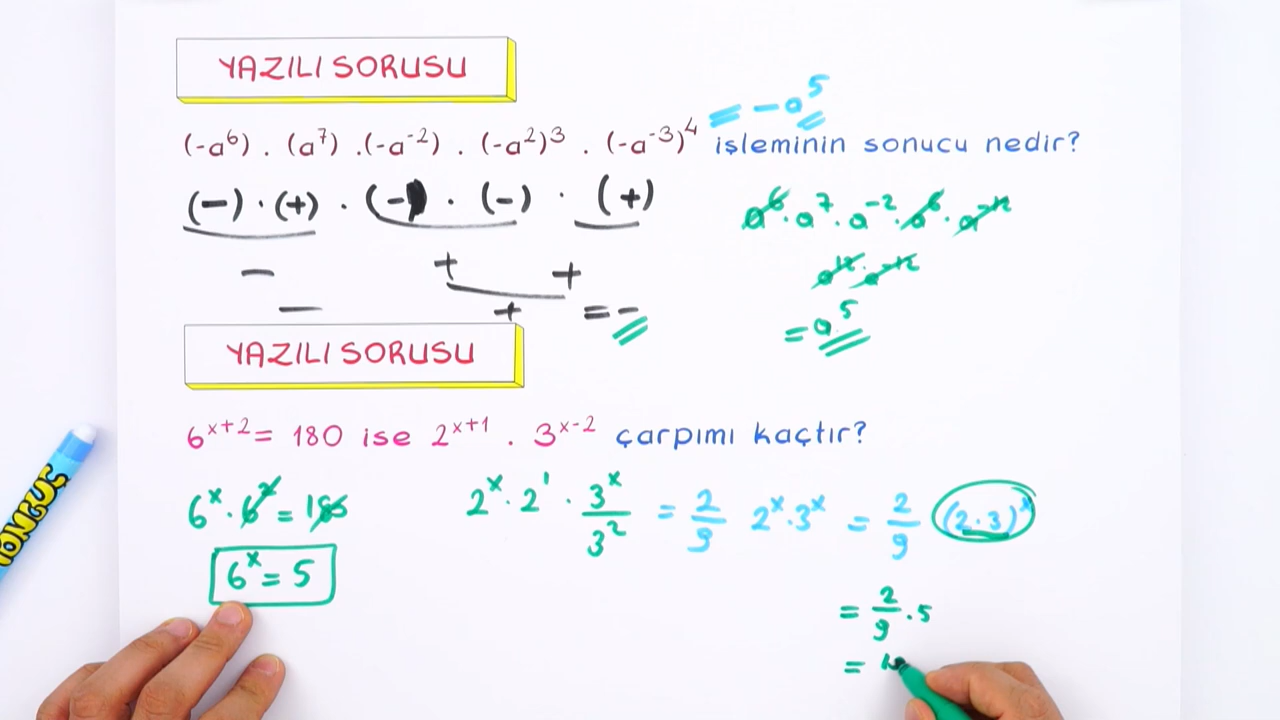 YAZILI SORUSU
= -a⁵
(-a⁶) . (a⁷) . (-a⁻²) . (-a²)³ . (-a⁻³)⁴ işleminin sonucu nedir?
(-) · (+) · (-) · (-) · (+)
a⁶ · a⁷ · a⁻² · a⁶ · a⁻¹²
- + +
a¹² · a⁻¹²
- + = -
= a⁵
YAZILI SORUSU
6ˣ⁺² = 180 ise 2ˣ⁺¹ . 3ˣ⁻² çarpımı kaçtır?
6ˣ · 6² = 180
2ˣ · 2¹ · 3ˣ/3² = 2/9 2ˣ · 3ˣ = 2/9 (2·3)ˣ
6ˣ = 5
= 2/9 · 5
=
TONGUÇ